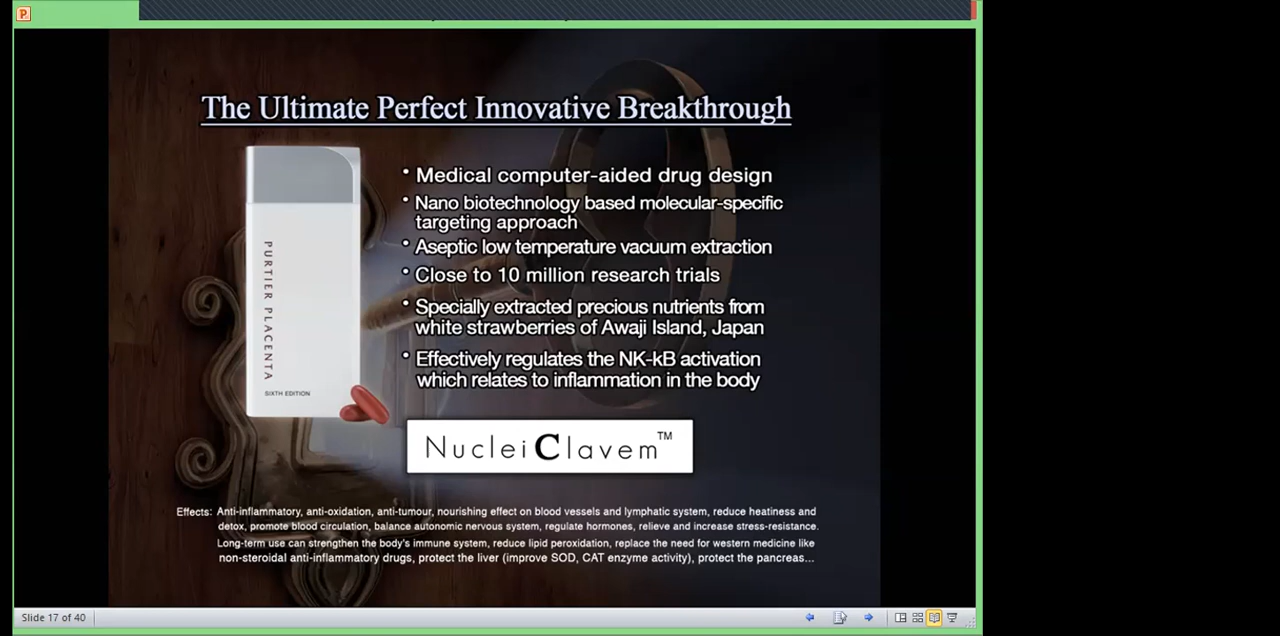 The Ultimate Perfect Innovative Breakthrough
• Medical computer-aided drug design
• Nano biotechnology based molecular-specific
targeting approach
• Aseptic low temperature vacuum extraction
• Close to 10 million research trials
• Specially extracted precious nutrients from
white strawberries of Awaji Island, Japan
• Effectively regulates the NK-kB activation
which relates to inflammation in the body
PURTIER PLACENTA
SIXTH EDITION
NucleiClavem™
Effects: Anti-inflammatory, anti-oxidation, anti-tumour, nourishing effect on blood vessels and lymphatic system, reduce heatiness and
detox, promote blood circulation, balance autonomic nervous system, regulate hormones, relieve and increase stress-resistance.
Long-term use can strengthen the body's immune system, reduce lipid peroxidation, replace the need for western medicine like
non-steroidal anti-inflammatory drugs, protect the liver (improve SOD, CAT enzyme activity), protect the pancreas...
Slide 17 of 40